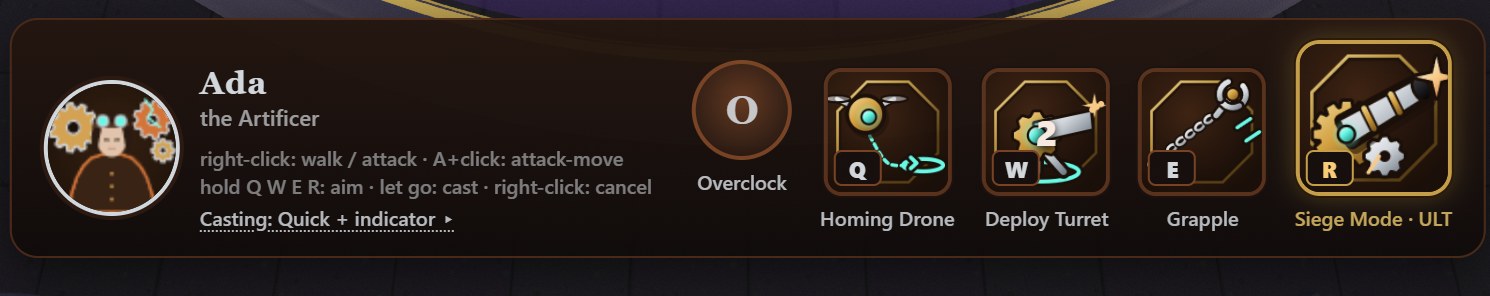 Ada
the Artificer
right-click: walk / attack · A+click: attack-move
hold Q W E R: aim · let go: cast · right-click: cancel
Casting: Quick + indicator ▸
O
Overclock
Q
Homing Drone
2
W
Deploy Turret
E
Grapple
R
Siege Mode · ULT